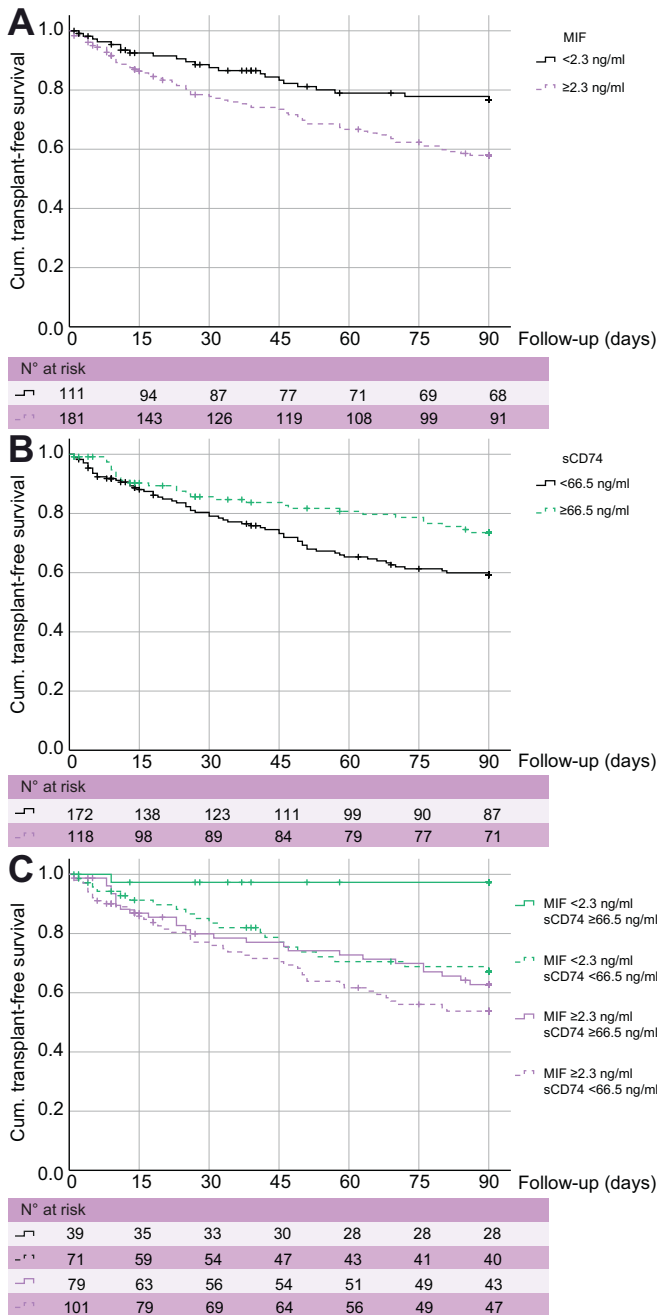 A
Cum. transplant-free survival
1.0
0.8
0.6
0.4
0.2
0.0
0 15 30 45 60 75 90 Follow-up (days)
MIF
<2.3 ng/ml
≥2.3 ng/ml
N° at risk
111 94 87 77 71 69 68
181 143 126 119 108 99 91
B
Cum. transplant-free survival
1.0
0.8
0.6
0.4
0.2
0.0
0 15 30 45 60 75 90 Follow-up (days)
sCD74
<66.5 ng/ml
≥66.5 ng/ml
N° at risk
172 138 123 111 99 90 87
118 98 89 84 79 77 71
C
Cum. transplant-free survival
1.0
0.8
0.6
0.4
0.2
0.0
0 15 30 45 60 75 90 Follow-up (days)
MIF <2.3 ng/ml
sCD74 ≥66.5 ng/ml
MIF <2.3 ng/ml
sCD74 <66.5 ng/ml
MIF ≥2.3 ng/ml
sCD74 ≥66.5 ng/ml
MIF ≥2.3 ng/ml
sCD74 <66.5 ng/ml
N° at risk
39 35 33 30 28 28 28
71 59 54 47 43 41 40
79 63 56 54 51 49 43
101 79 69 64 56 49 47